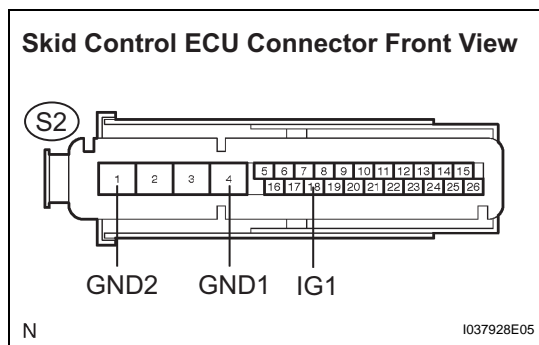 Skid Control ECU Connector Front View
S2
1 2 3 4 5 6 7 8 9 10 11 12 13 14 15
16 17 18 19 20 21 22 23 24 25 26
GND2 GND1 IG1
N I037928E05